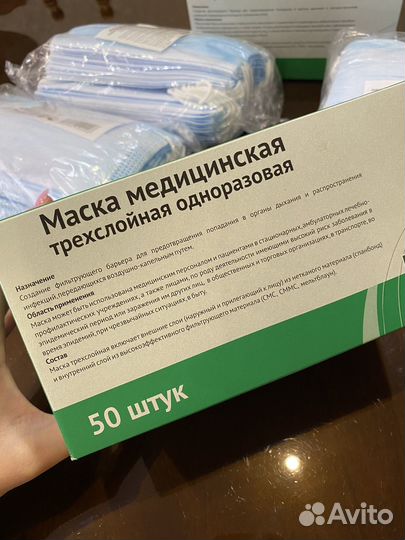 Маска медицинская
трехслойная одноразовая
Назначение
Создание фильтрующего барьера для предотвращения попадания в органы дыхания и распространения
инфекций, передающихся воздушно-капельным путем.
Область применения
Маска может быть использована медицинским персоналом и пациентами в стационарных, амбулаторных лечебно-
профилактических учреждениях, а также лицами, по роду деятельности имеющими высокий риск заболевания в
эпидемический период или заражения им других лиц, в общественных и торговых организациях, в транспорте, во
время эпидемий, при чрезвычайных ситуациях, в быту.
Состав
Маска трехслойная включает внешние слои (наружный и прилегающий к лицу) из нетканого материала (спанбонд)
и внутренний слой из высокоэффективного фильтрующего материала (СМС, СММС, мельтблаун).
50 штук
Avito